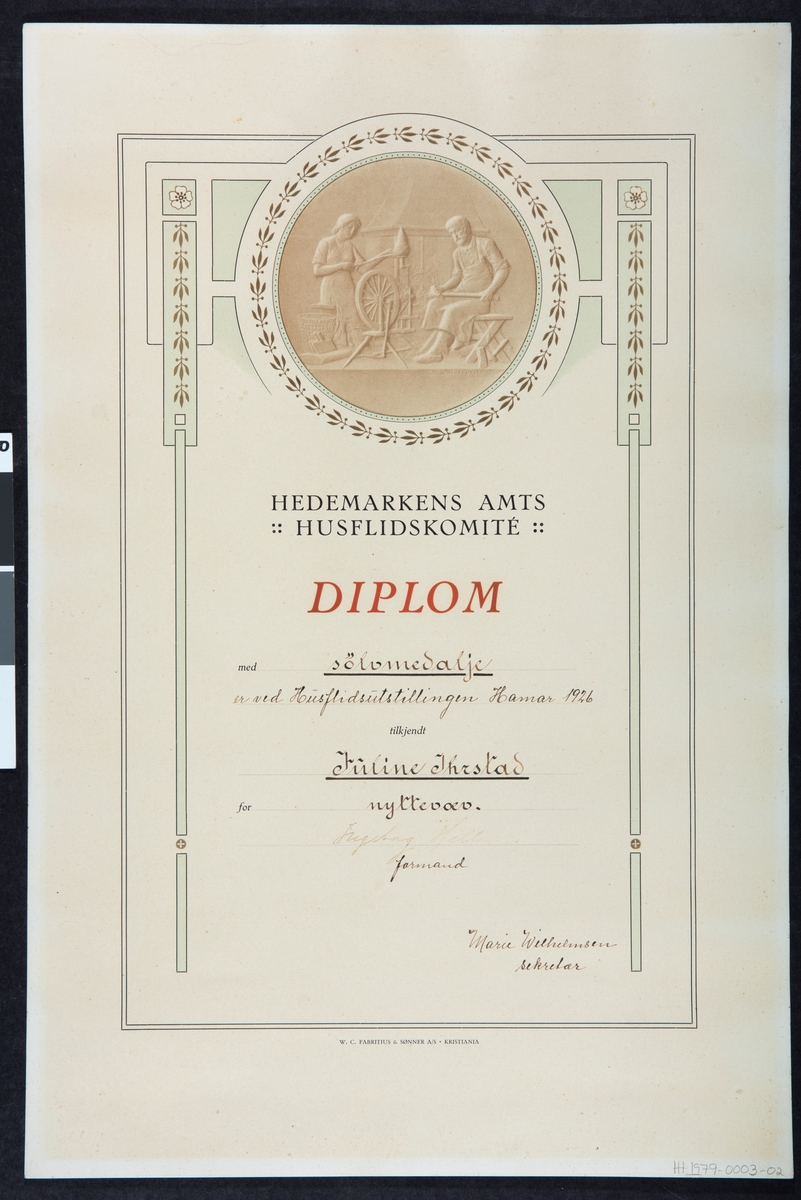 HEDEMARKENS AMTS
:: HUSFLIDSKOMITÉ ::
DIPLOM
med sölvmedalje
er ved Husflidsutstillingen Hamar 1926
tilkjendt
Juline Ihrstad
for nyttevæv.
formand
Marie Wilhelmsen
sekretær
W. C. FABRITIUS & SØNNER A/S • KRISTIANIA
HH-1979-0003-02